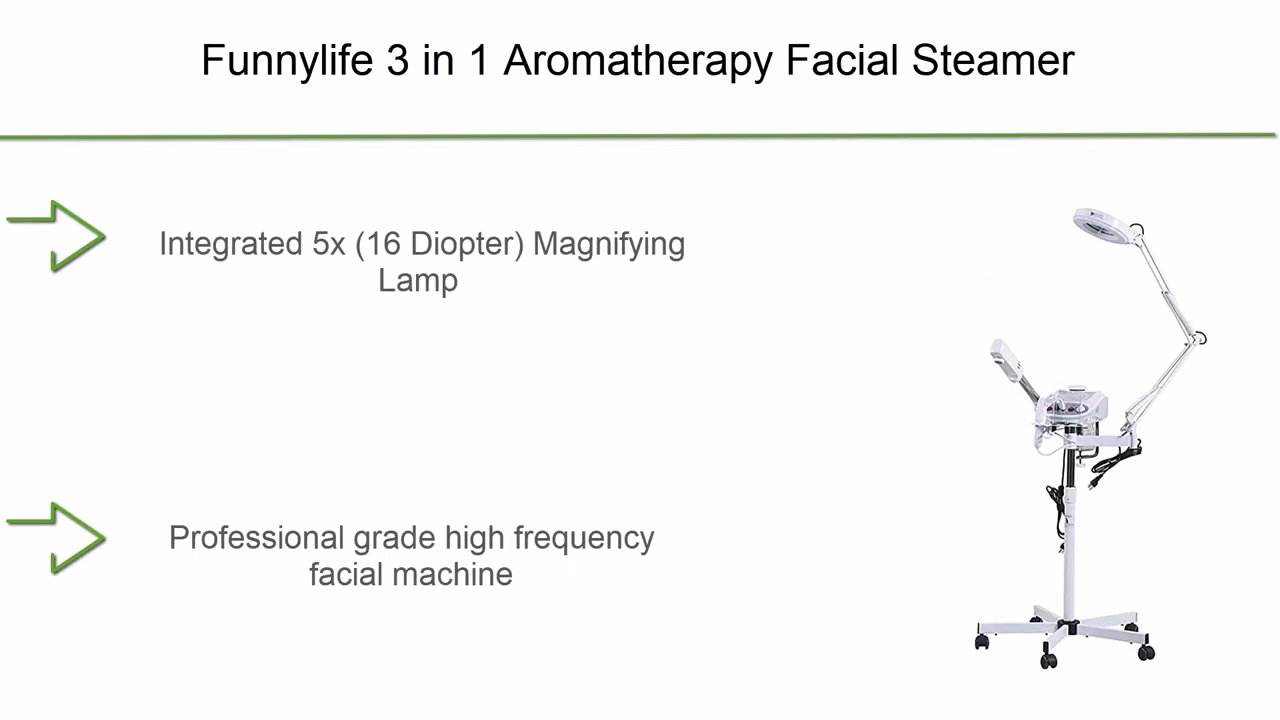 Funnylife 3 in 1 Aromatherapy Facial Steamer
Integrated 5x (16 Diopter) Magnifying
Lamp
Professional grade high frequency
facial machine